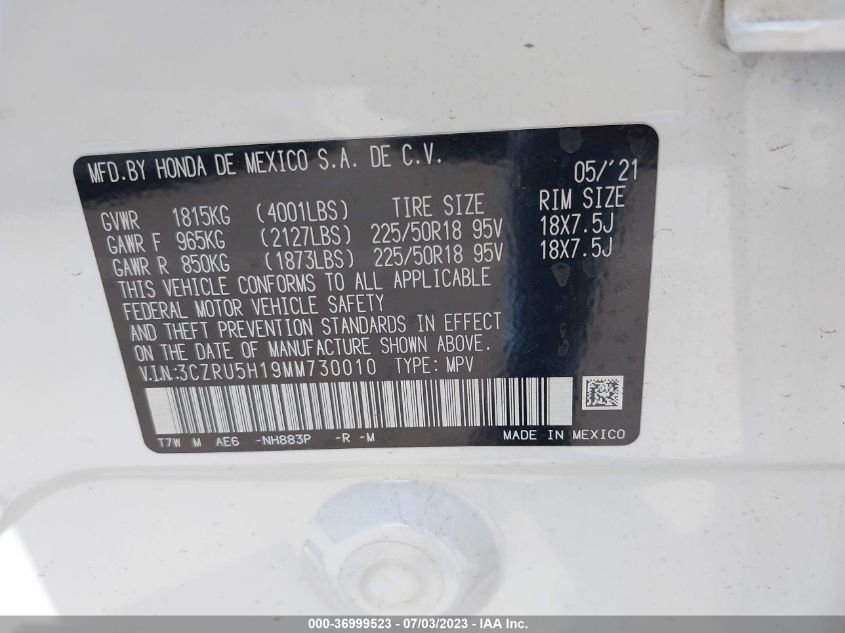 MFD.BY HONDA DE MEXICO S.A. DE C.V. 05/'21
GVWR 1815KG (4001LBS) TIRE SIZE RIM SIZE
GAWR F 965KG (2127LBS) 225/50R18 95V 18X7.5J
GAWR R 850KG (1873LBS) 225/50R18 95V 18X7.5J
THIS VEHICLE CONFORMS TO ALL APPLICABLE
FEDERAL MOTOR VEHICLE SAFETY
AND THEFT PREVENTION STANDARDS IN EFFECT
ON THE DATE OF MANUFACTURE SHOWN ABOVE.
V.I.N.:3CZRU5H19MM730010 TYPE: MPV
T7W M AE6 -NH883P -R -M MADE IN MEXICO
000-36999523 - 07/03/2023 - IAA Inc.